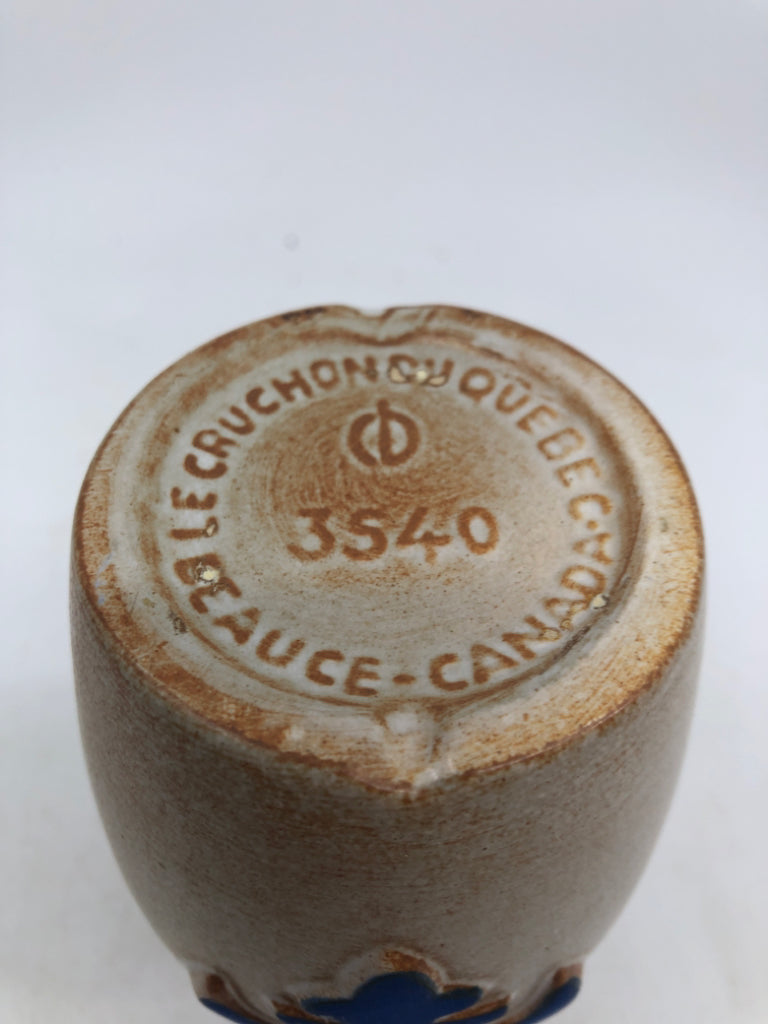 LE CRUCHON DU QUÉBEC.
3540
BEAUCE - CANADA.